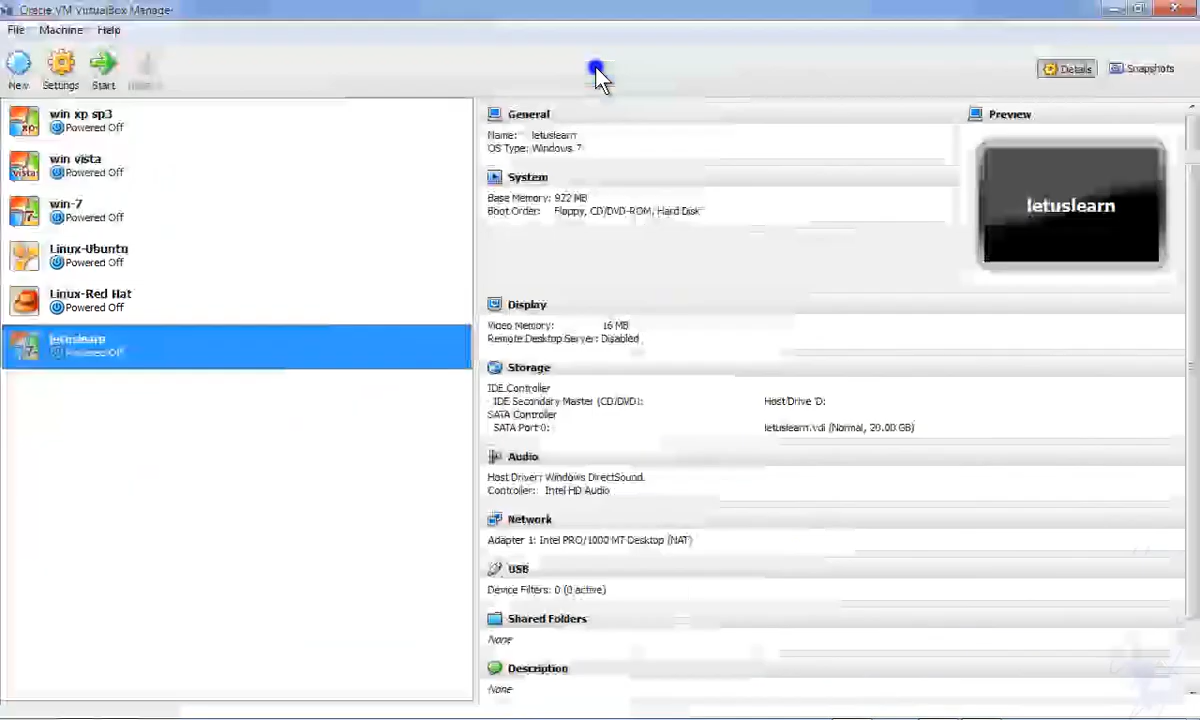 Oracle VM VirtualBox Manager
File Machine Help
New Settings Start
Details Snapshots
win xp sp3
Powered Off
win vista
Powered Off
win-7
Powered Off
Linux-Ubuntu
Powered Off
Linux-Red Hat
Powered Off
letuslearn
Powered Off
General
Name: letuslearn
OS Type: Windows 7
System
Base Memory: 922 MB
Boot Order: Floppy, CD/DVD-ROM, Hard Disk
Preview
letuslearn
Display
Video Memory: 16 MB
Remote Desktop Server: Disabled
Storage
IDE Controller
IDE Secondary Master (CD/DVD): Host Drive 'D:
SATA Controller
SATA Port 0: letuslearn.vdi (Normal, 20.00 GB)
Audio
Host Driver: Windows DirectSound
Controller: Intel HD Audio
Network
Adapter 1: Intel PRO/1000 MT Desktop (NAT)
USB
Device Filters: 0 (0 active)
Shared Folders
None
Description
None